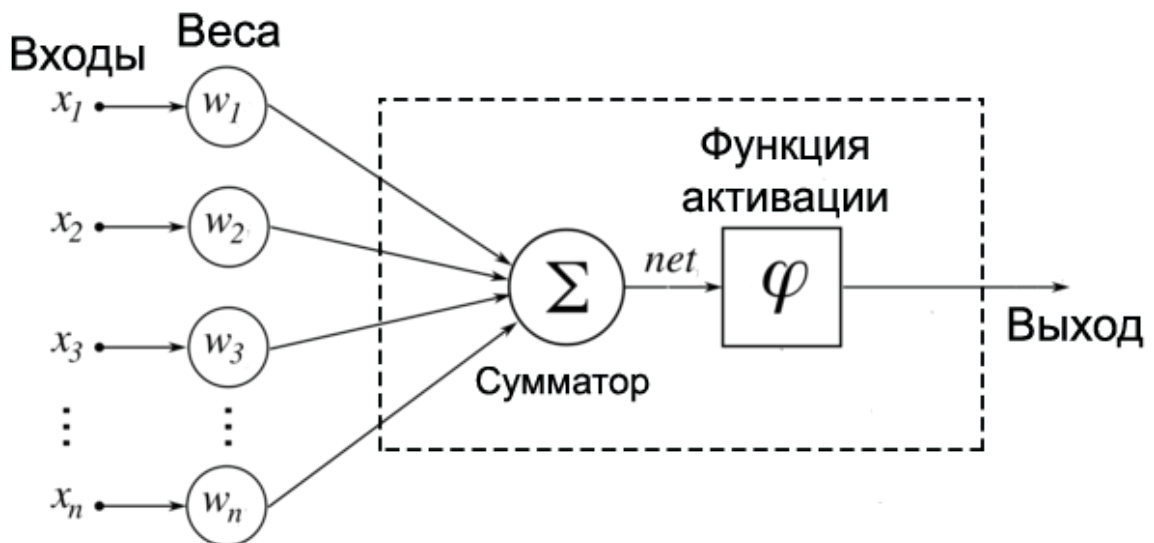 Входы
Веса
x1
w1
x2
w2
x3
w3
⋮ ⋮
xn
wn
Σ
Сумматор
net
Функция
активации
φ
Выход